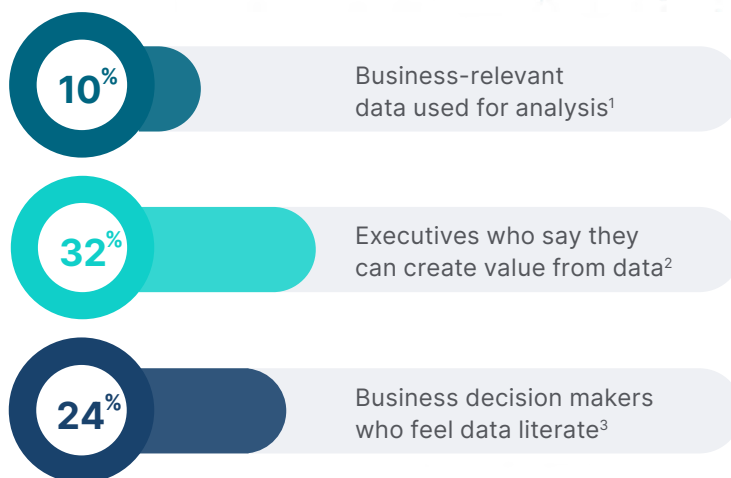 10%
Business-relevant
data used for analysis¹
32%
Executives who say they
can create value from data²
24%
Business decision makers
who feel data literate³